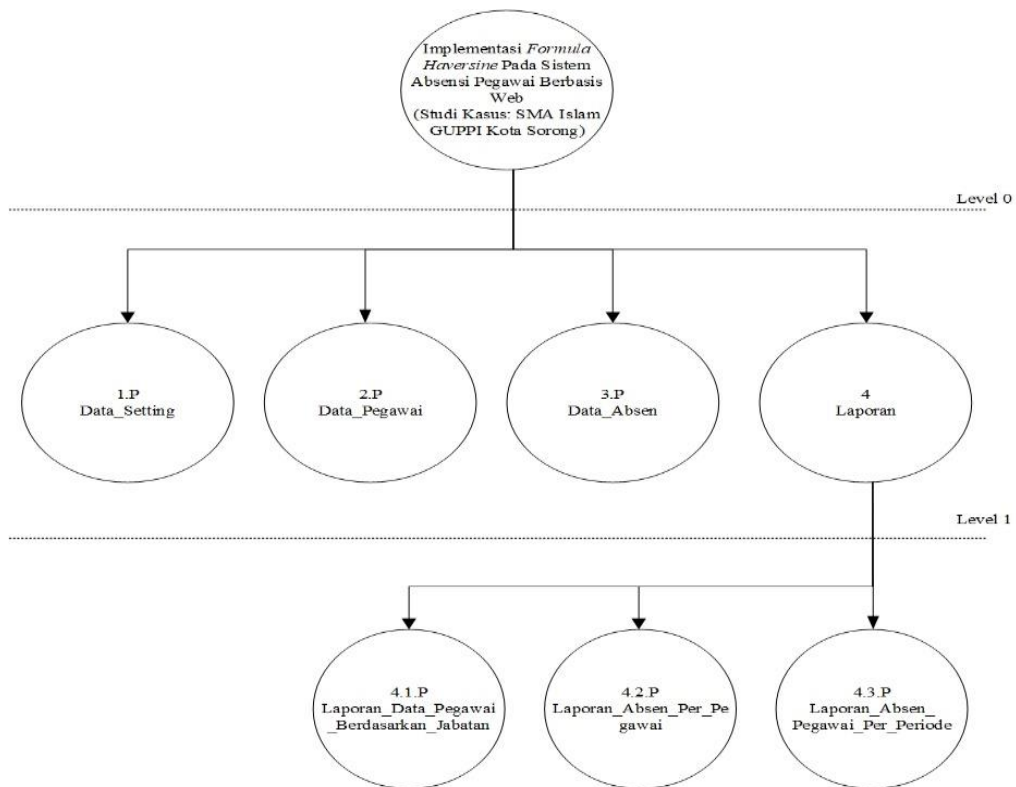 Implementasi Formula
Haversine Pada Sistem
Absensi Pegawai Berbasis
Web
(Studi Kasus: SMA Islam
GUPPI Kota Sorong)
Level 0
1.P
Data_Setting
2.P
Data_Pegawai
3.P
Data_Absen
4
Laporan
Level 1
4.1.P
Laporan_Data_Pegawai
_Berdasarkan_Jabatan
4.2.P
Laporan_Absen_Per_Pe
gawai
4.3.P
Laporan_Absen_
Pegawai_Per_Periode